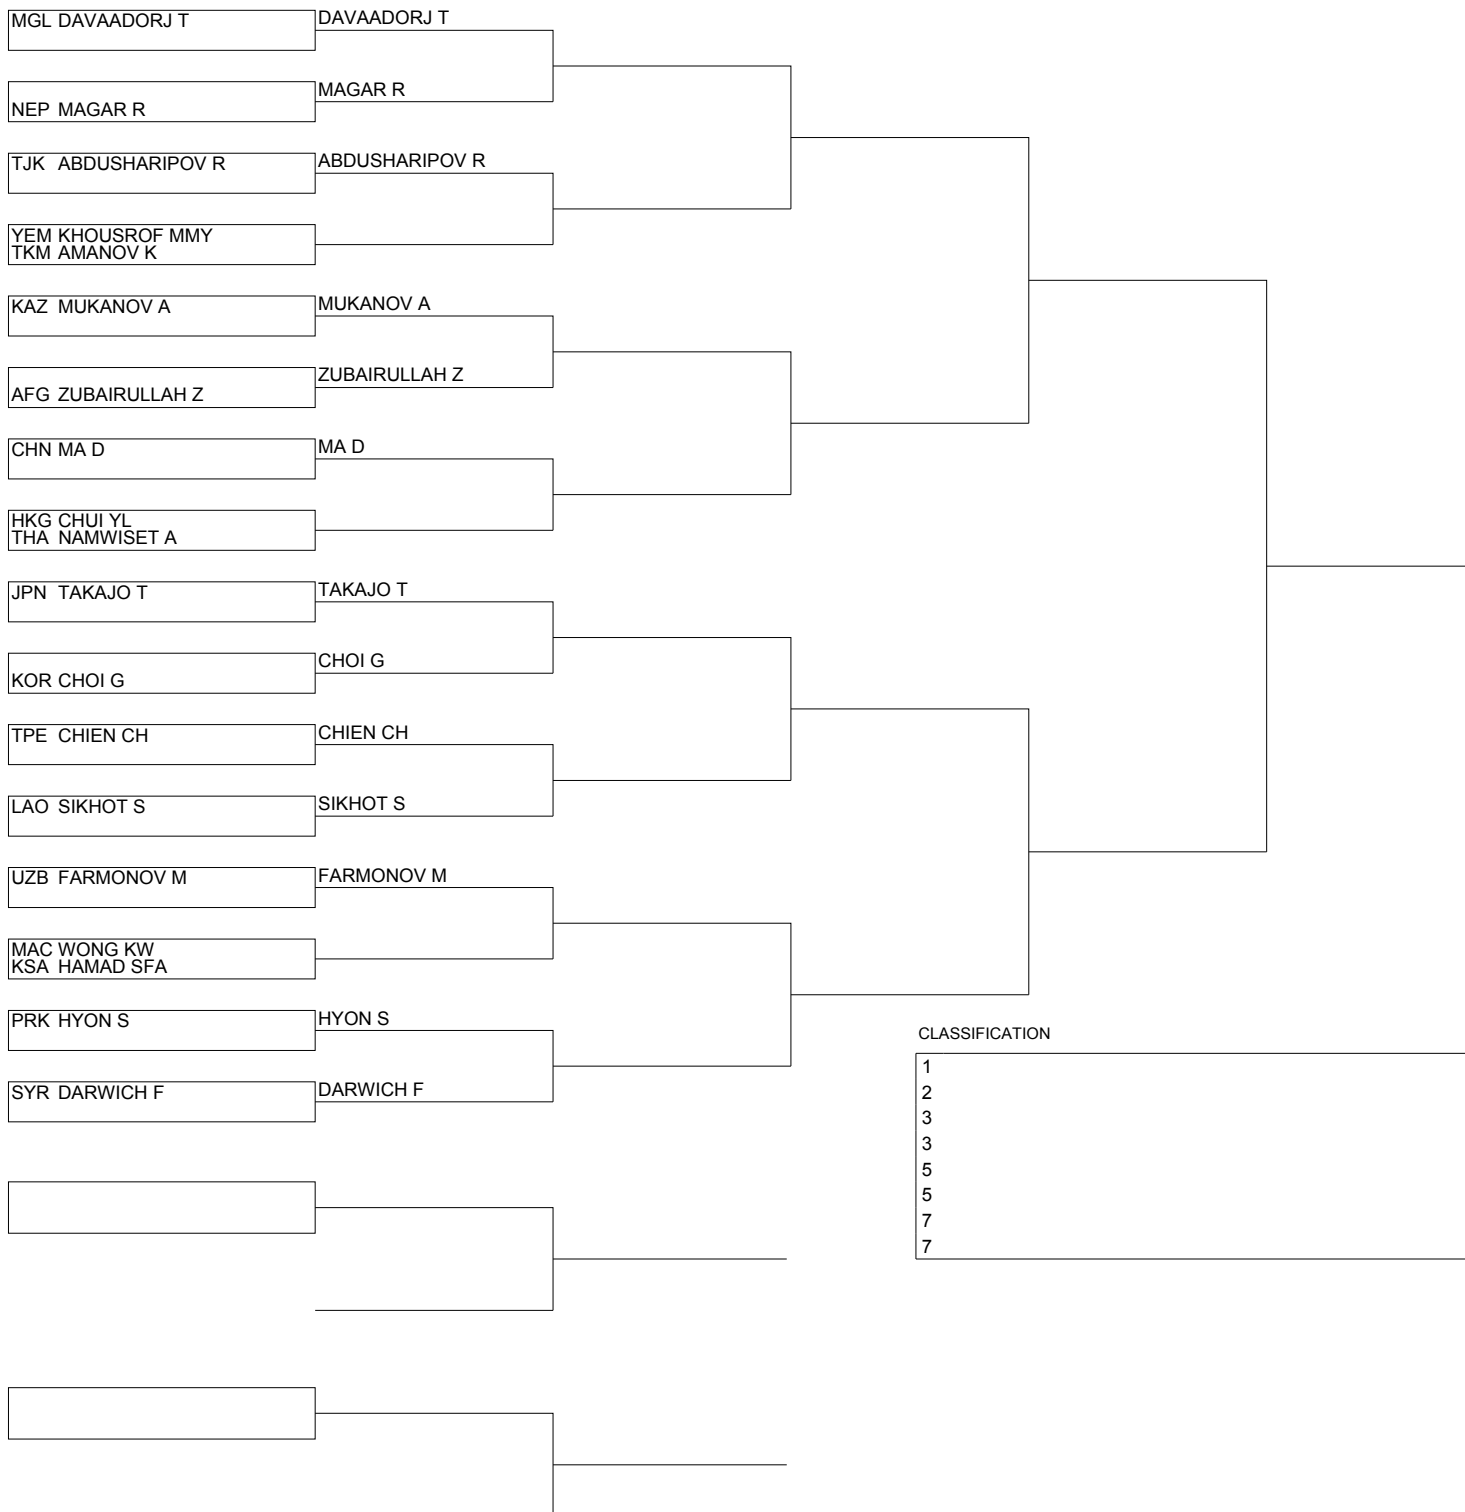 MGL DAVAADORJ T
DAVAADORJ T
NEP MAGAR R
MAGAR R
TJK ABDUSHARIPOV R
ABDUSHARIPOV R
YEM KHOUSROF MMY
TKM AMANOV K
KAZ MUKANOV A
MUKANOV A
AFG ZUBAIRULLAH Z
ZUBAIRULLAH Z
CHN MA D
MA D
HKG CHUI YL
THA NAMWISET A
JPN TAKAJO T
TAKAJO T
KOR CHOI G
CHOI G
TPE CHIEN CH
CHIEN CH
LAO SIKHOT S
SIKHOT S
UZB FARMONOV M
FARMONOV M
MAC WONG KW
KSA HAMAD SFA
PRK HYON S
HYON S
SYR DARWICH F
DARWICH F
CLASSIFICATION
1
2
3
3
5
5
7
7